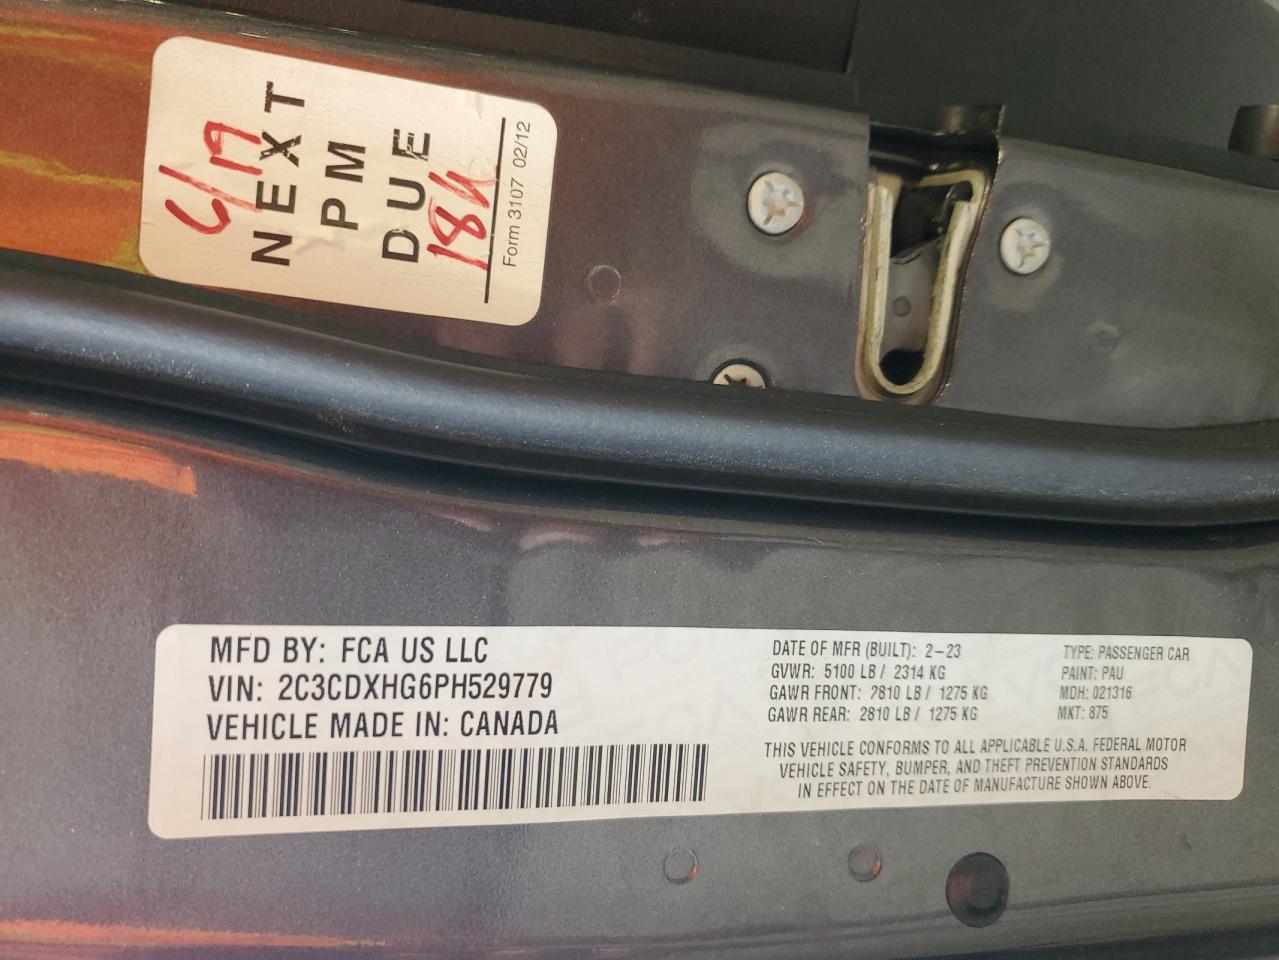 6/19
NEXT
PM
DUE
18k
Form 3107 02/12
MFD BY: FCA US LLC
VIN: 2C3CDXHG6PH529779
VEHICLE MADE IN: CANADA
DATE OF MFR (BUILT): 2-23
GVWR: 5100 LB / 2314 KG
GAWR FRONT: 2810 LB / 1275 KG
GAWR REAR: 2810 LB / 1275 KG
TYPE: PASSENGER CAR
PAINT: PAU
MDH: 021316
MKT: 875
THIS VEHICLE CONFORMS TO ALL APPLICABLE U.S.A. FEDERAL MOTOR
VEHICLE SAFETY, BUMPER, AND THEFT PREVENTION STANDARDS
IN EFFECT ON THE DATE OF MANUFACTURE SHOWN ABOVE.